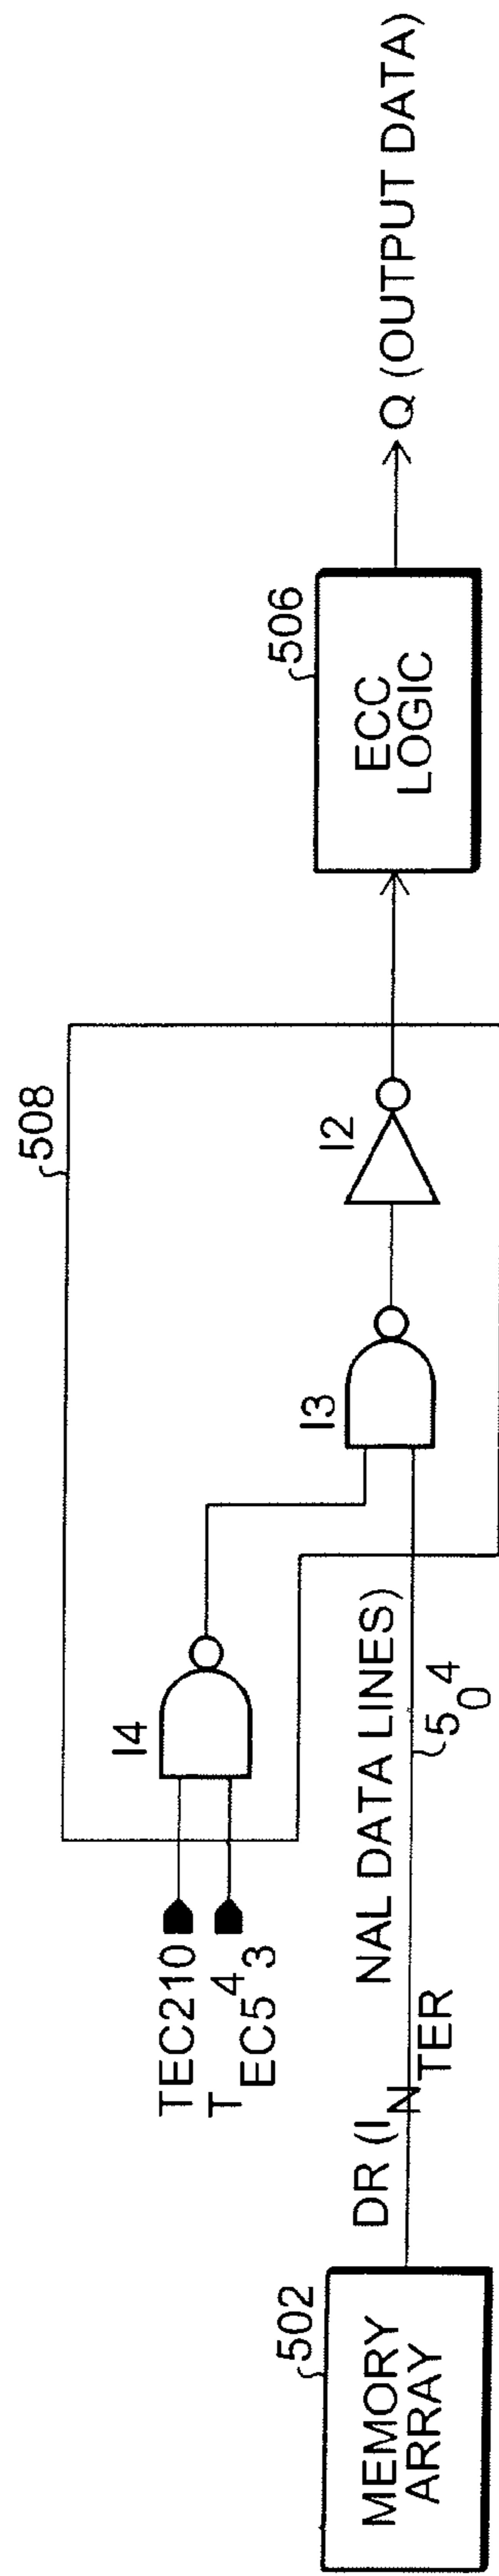 502
MEMORY
ARRAY
DR (INTERNAL DATA LINES)
504
TEC210
TEC543
I4
508
I3
I2
506
ECC
LOGIC
Q (OUTPUT DATA)